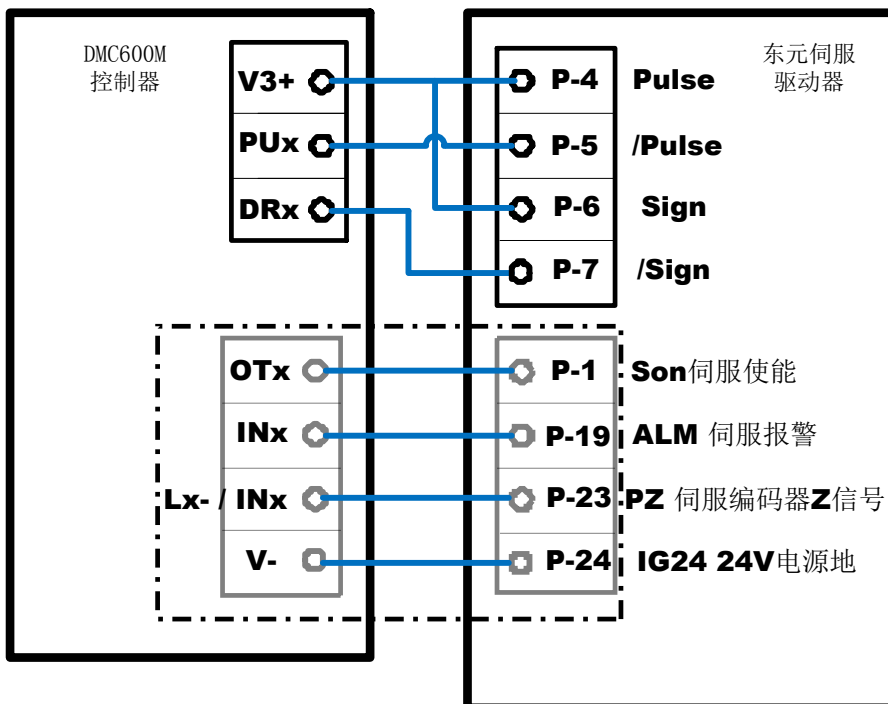 DMC600M
控制器
东元伺服
驱动器
V3+
P-4
Pulse
PUx
P-5
/Pulse
DRx
P-6
Sign
P-7
/Sign
OTx
P-1
Son伺服使能
INx
P-19
ALM 伺服报警
Lx- / INx
P-23
PZ 伺服编码器Z信号
V-
P-24
IG24 24V电源地